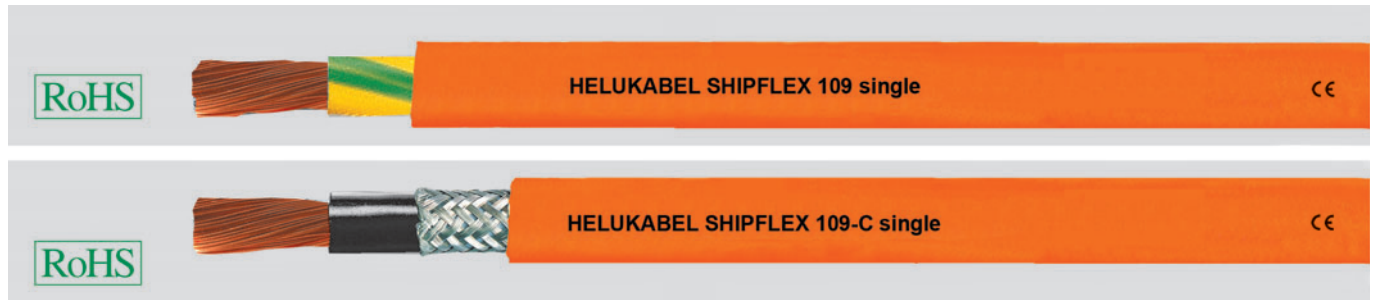 RoHS
HELUKABEL SHIPFLEX 109 single
CE
RoHS
HELUKABEL SHIPFLEX 109-C single
CE